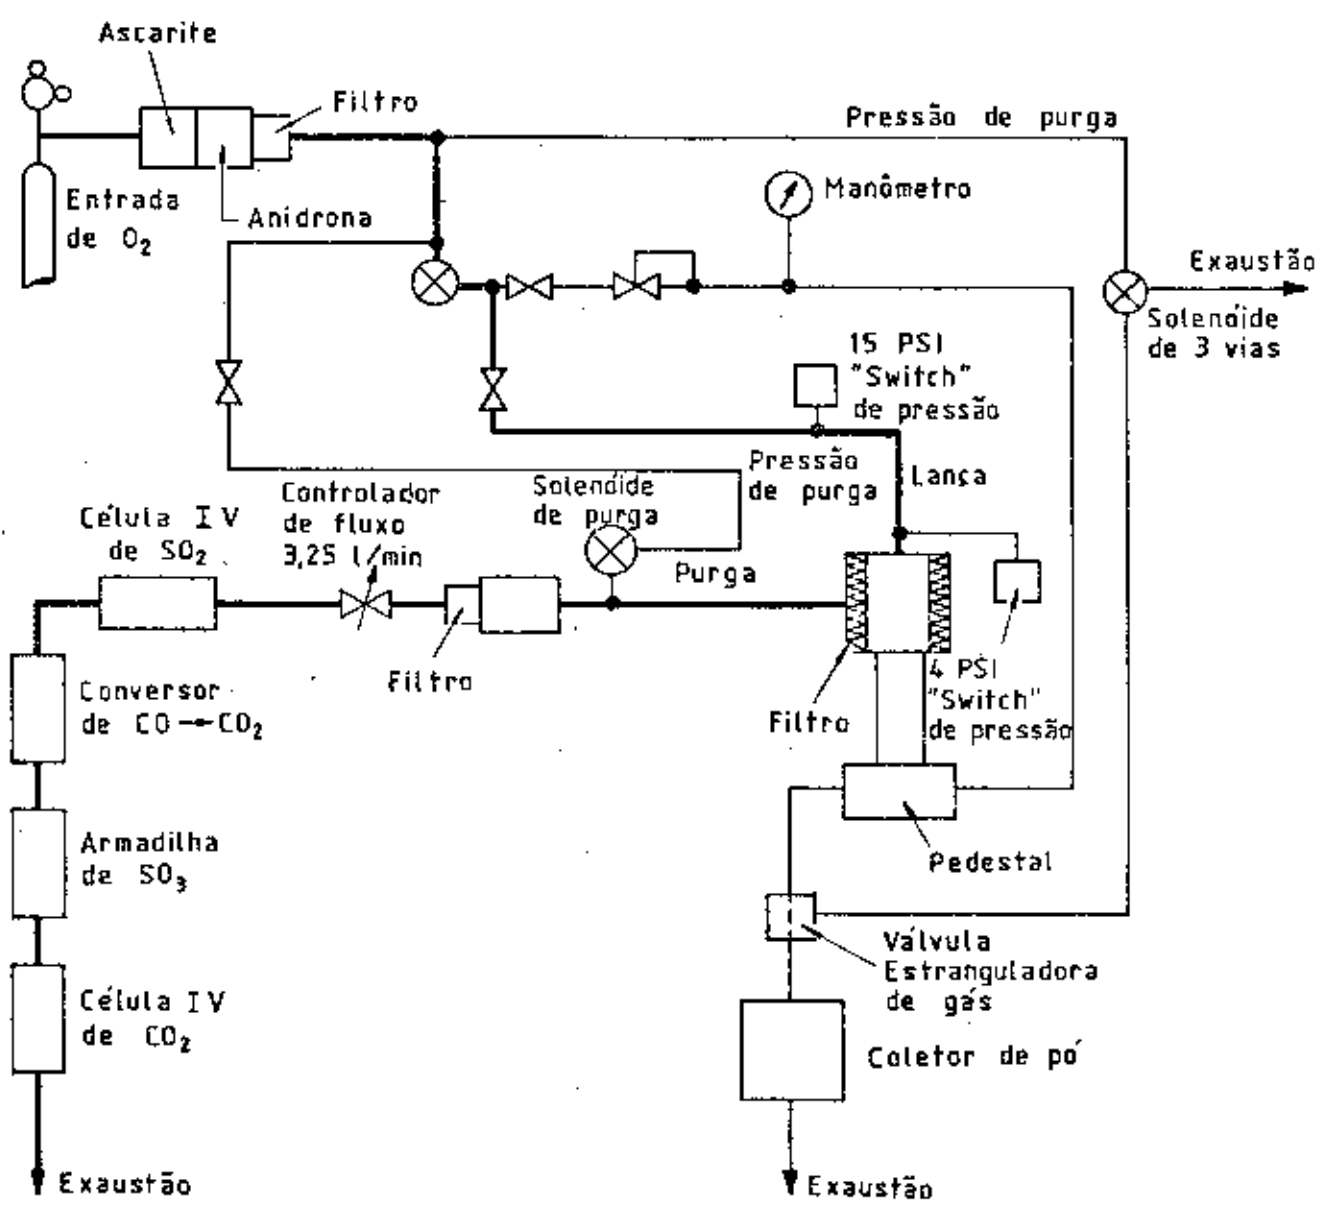 Ascarite
Filtro
Pressão de purga
Manômetro
Entrada
de O₂
Anidrona
Exaustão
Solenóide
de 3 vias
15 PSI
"Switch"
de pressão
Pressão
de purga
Lança
Controlador
de fluxo
3,25 l/min
Solenóide
de purga
Célula IV
de SO₂
Purga
Filtro
4 PSI
"Switch"
de pressão
Filtro
Conversor
de CO→CO₂
Armadilha
de SO₃
Pedestal
Válvula
Estranguladora
de gás
Célula IV
de CO₂
Coletor de pó
Exaustão
Exaustão